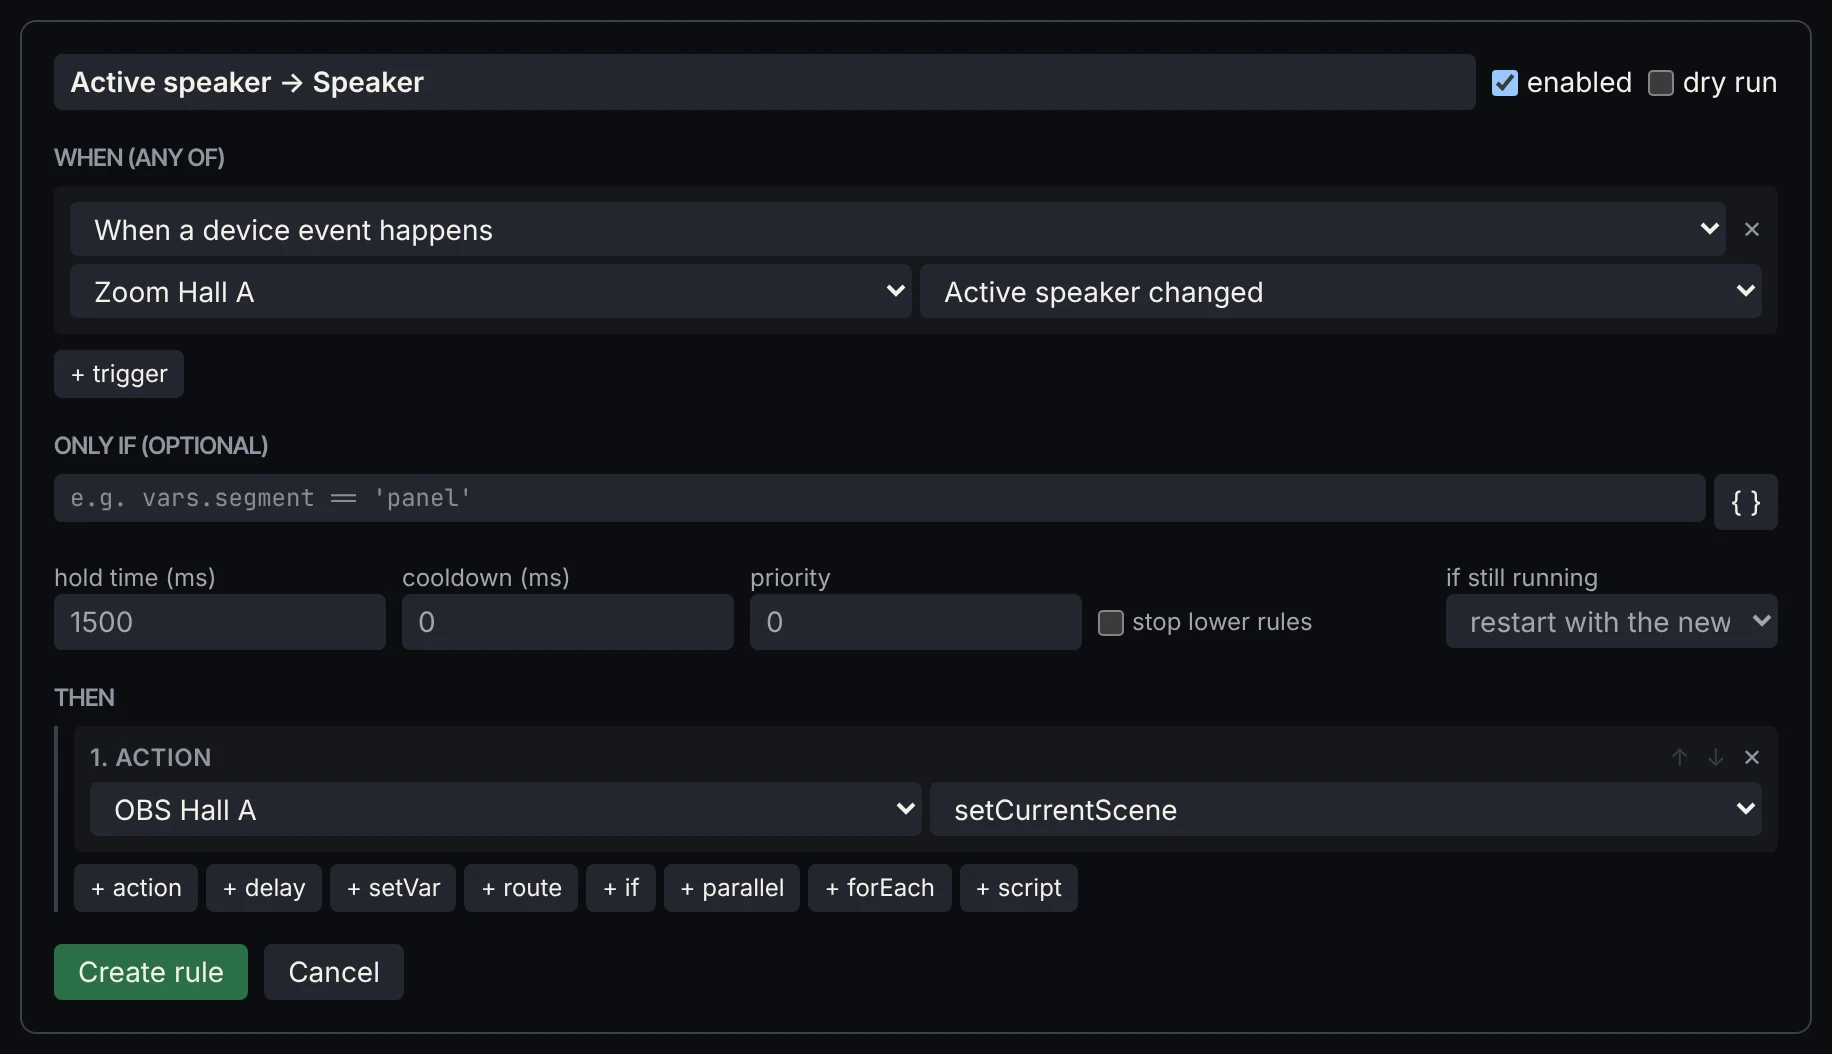 Active speaker → Speaker
enabled
dry run
WHEN (ANY OF)
When a device event happens
×
Zoom Hall A
Active speaker changed
+ trigger
ONLY IF (OPTIONAL)
e.g. vars.segment == 'panel'
{ }
hold time (ms)
cooldown (ms)
priority
if still running
1500
0
0
stop lower rules
restart with the new
THEN
1. ACTION
↑ ↓ ×
OBS Hall A
setCurrentScene
+ action
+ delay
+ setVar
+ route
+ if
+ parallel
+ forEach
+ script
Create rule
Cancel